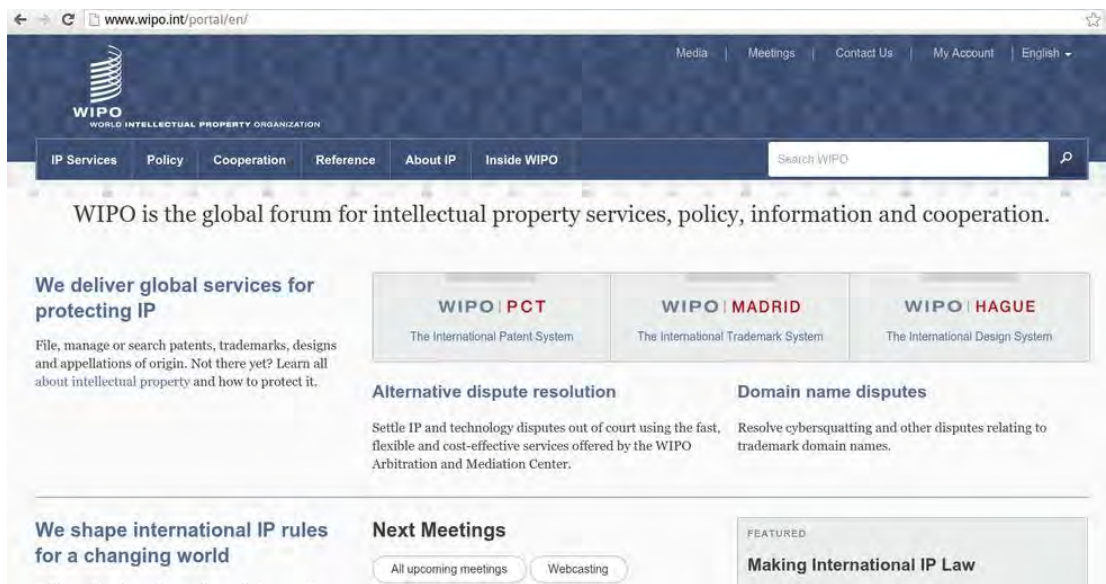 www.wipo.int/portal/en/
Media | Meetings | Contact Us | My Account | English
WIPO
WORLD INTELLECTUAL PROPERTY ORGANIZATION
IP Services Policy Cooperation Reference About IP Inside WIPO Search WIPO
WIPO is the global forum for intellectual property services, policy, information and cooperation.
We deliver global services for
protecting IP
File, manage or search patents, trademarks, designs
and appellations of origin. Not there yet? Learn all
about intellectual property and how to protect it.
WIPO | PCT
The International Patent System
WIPO | MADRID
The International Trademark System
WIPO | HAGUE
The International Design System
Alternative dispute resolution
Settle IP and technology disputes out of court using the fast,
flexible and cost-effective services offered by the WIPO
Arbitration and Mediation Center.
Domain name disputes
Resolve cybersquatting and other disputes relating to
trademark domain names.
We shape international IP rules
for a changing world
Next Meetings
All upcoming meetings Webcasting
FEATURED
Making International IP Law